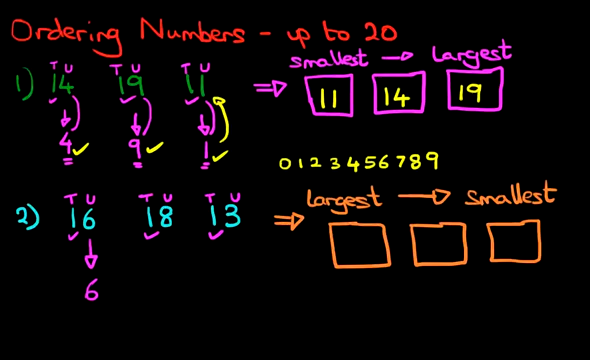 Ordering Numbers - up to 20
smallest → largest
T U T U T U
1) 14 19 11 ⇒ 11 14 19
4 9 1
0 1 2 3 4 5 6 7 8 9
largest → smallest
T U T U T U
2) 16 18 13 ⇒
6